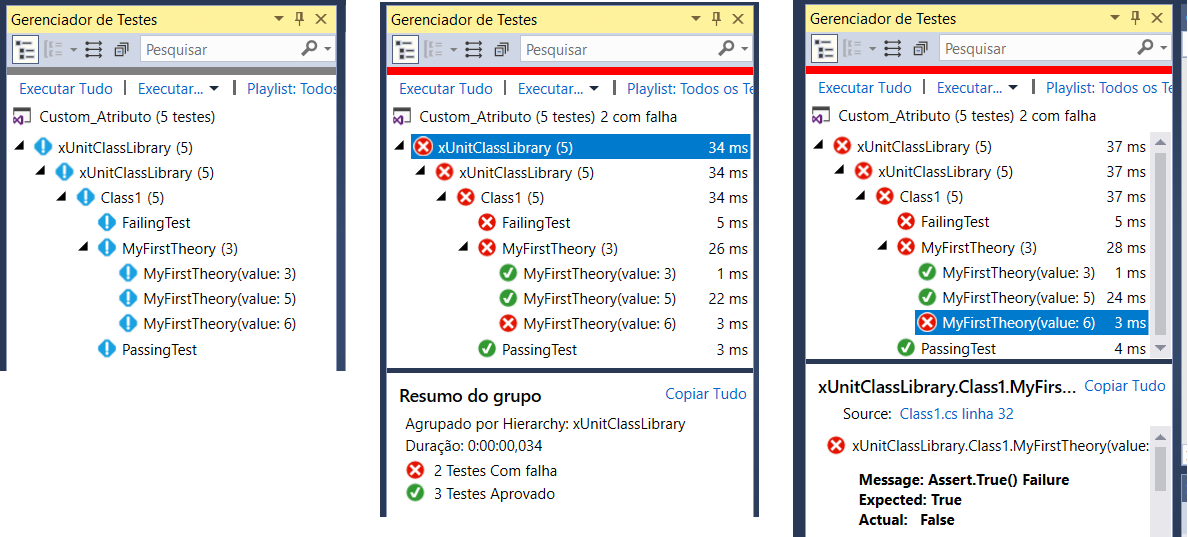 Gerenciador de Testes
Pesquisar
Executar Tudo | Executar... | Playlist: Todos os
Custom_Atributo (5 testes)
xUnitClassLibrary (5)
xUnitClassLibrary (5)
Class1 (5)
FailingTest
MyFirstTheory (3)
MyFirstTheory(value: 3)
MyFirstTheory(value: 5)
MyFirstTheory(value: 6)
PassingTest
Gerenciador de Testes
Pesquisar
Executar Tudo | Executar... | Playlist: Todos os Te
Custom_Atributo (5 testes) 2 com falha
xUnitClassLibrary (5) 34 ms
xUnitClassLibrary (5) 34 ms
Class1 (5) 34 ms
FailingTest 5 ms
MyFirstTheory (3) 26 ms
MyFirstTheory(value: 3) 1 ms
MyFirstTheory(value: 5) 22 ms
MyFirstTheory(value: 6) 3 ms
PassingTest 3 ms
Resumo do grupo Copiar Tudo
Agrupado por Hierarchy: xUnitClassLibrary
Duração: 0:00:00,034
2 Testes Com falha
3 Testes Aprovado
Gerenciador de Testes
Pesquisar
Executar Tudo | Executar... | Playlist: Todos os Te
Custom_Atributo (5 testes) 2 com falha
xUnitClassLibrary (5) 37 ms
xUnitClassLibrary (5) 37 ms
Class1 (5) 37 ms
FailingTest 5 ms
MyFirstTheory (3) 28 ms
MyFirstTheory(value: 3) 1 ms
MyFirstTheory(value: 5) 24 ms
MyFirstTheory(value: 6) 3 ms
PassingTest 4 ms
xUnitClassLibrary.Class1.MyFirs... Copiar Tudo
Source: Class1.cs linha 32
xUnitClassLibrary.Class1.MyFirstTheory(value:
Message: Assert.True() Failure
Expected: True
Actual: False